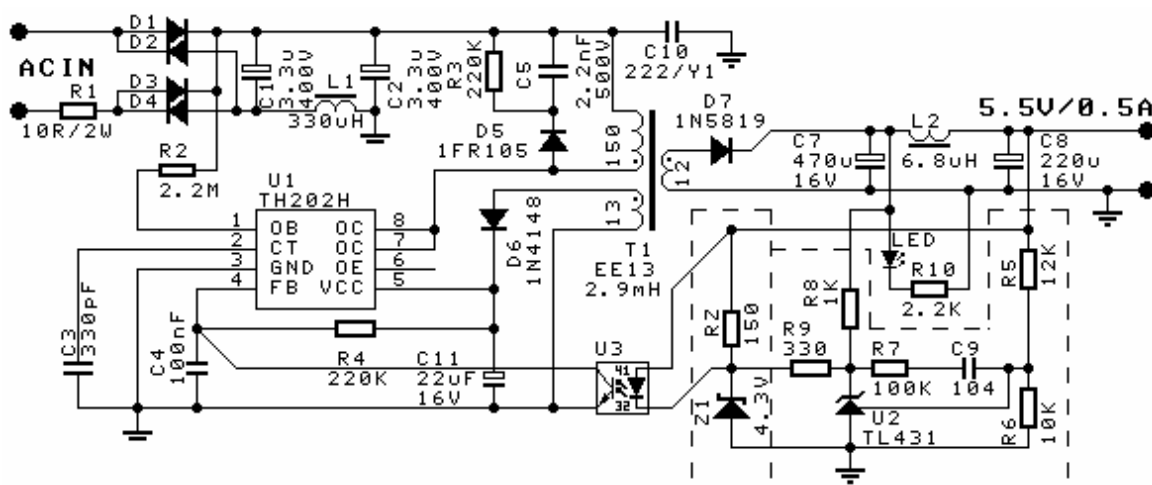 D1
D2
ACIN
D3
D4
R1
10R/2W
C1
3.3u
400V
L1
330uH
C2
3.3u
400V
R3
220K
C5
2.2nF
500V
C10
222/Y1
D5
1FR105
150
12
13
D7
1N5819
5.5V/0.5A
L2
6.8uH
C7
470u
16V
C8
220u
16V
R2
2.2M
U1
TH202H
1 OB OC 8
2 CT OC 7
3 GND OE 6
4 FB VCC 5
D6
1N4148
T1
EE13
2.9mH
LED
R10
2.2K
R5
12K
R8
1K
C3
330pF
C4
100nF
R4
220K
C11
22uF
16V
U3
41
32
RZ
150
R9
330
R7
100K
C9
104
Z1
4.3V
U2
TL431
R6
10K